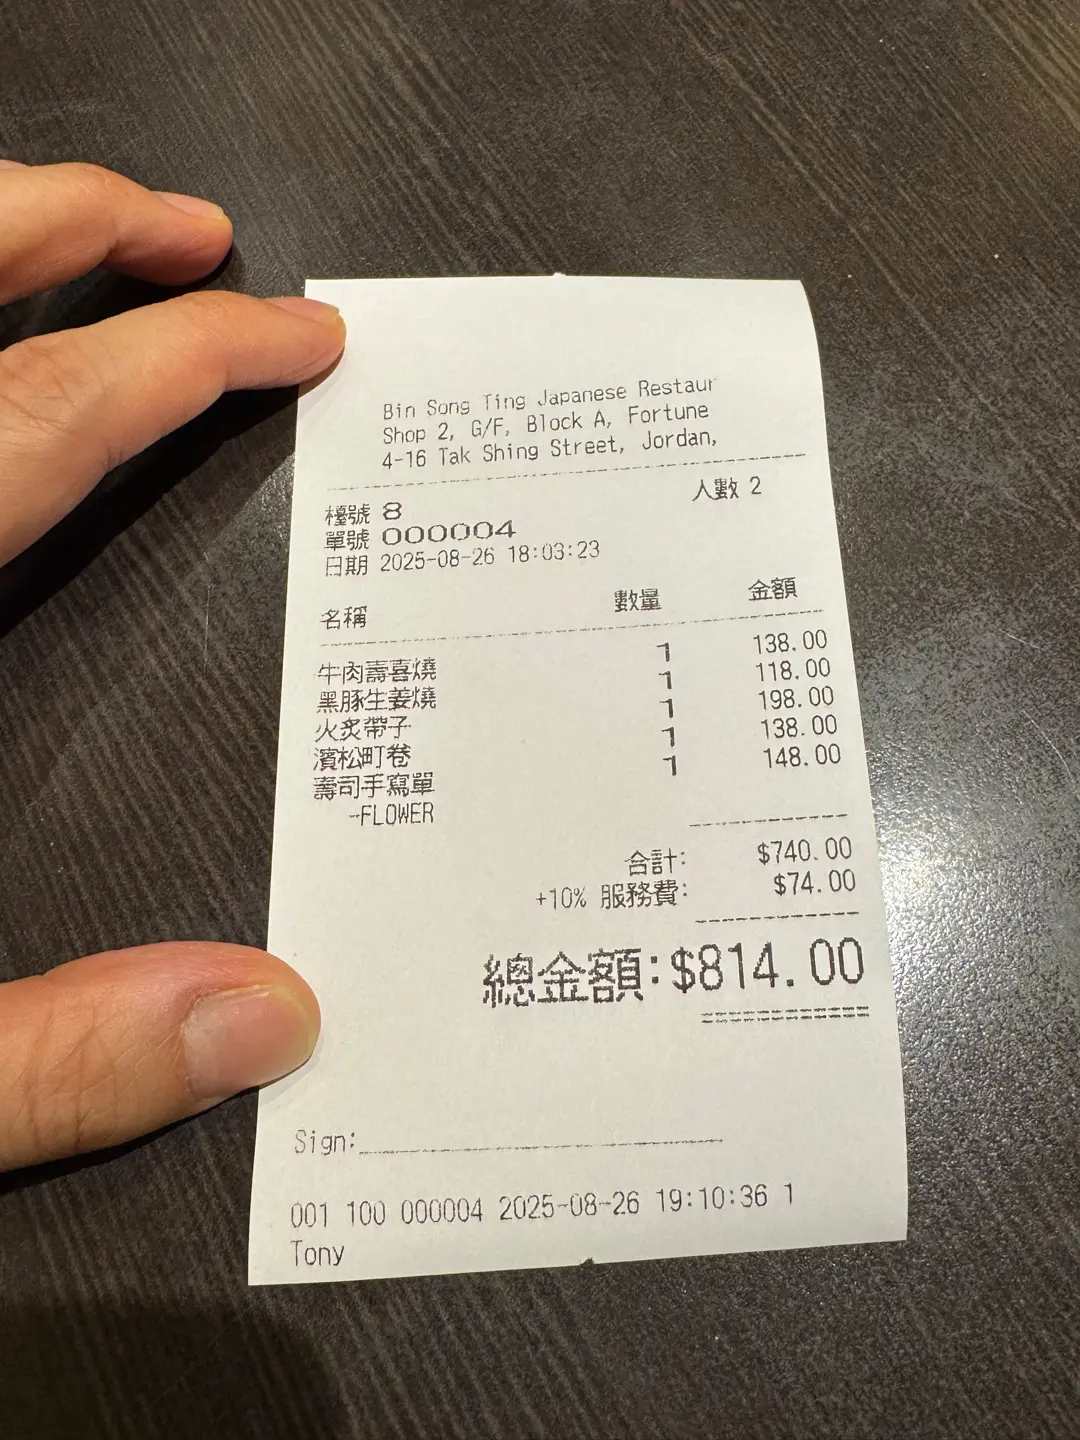 Bin Song Ting Japanese Restaur
Shop 2, G/F, Block A, Fortune
4-16 Tak Shing Street, Jordan,
人數 2
檯號 8
單號 000004
日期 2025-08-26 18:03:23
名稱 數量 金額
牛肉壽喜燒 1 138.00
黑豚生姜燒 1 118.00
火炙帶子 1 198.00
濱松町卷 1 138.00
壽司手寫單 1 148.00
-FLOWER
合計: $740.00
+10% 服務費: $74.00
總金額: $814.00
Sign:
001 100 000004 2025-08-26 19:10:36 1
Tony